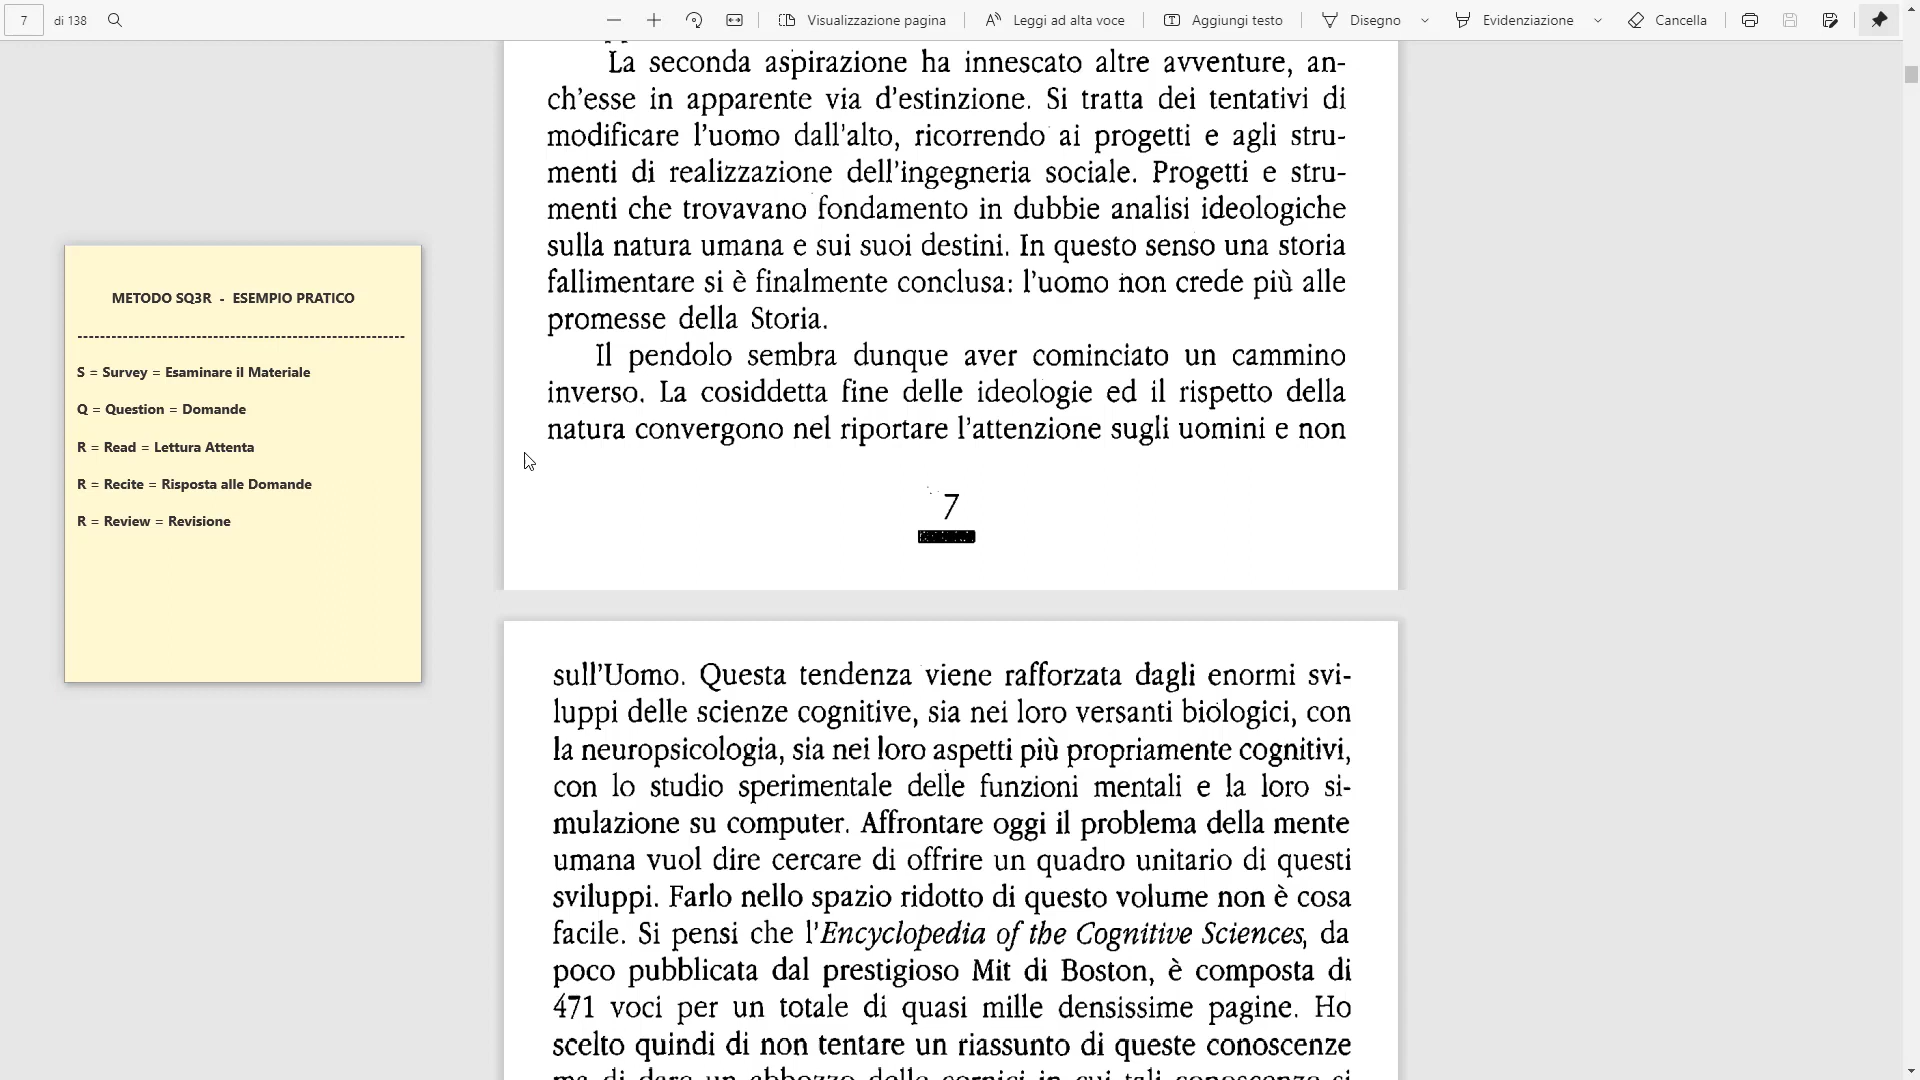 7 di 138 Visualizzazione pagina Leggi ad alta voce Aggiungi testo Disegno Evidenziazione Cancella
METODO SQ3R - ESEMPIO PRATICO
----------------------------------------------------------
S = Survey = Esaminare il Materiale
Q = Question = Domande
R = Read = Lettura Attenta
R = Recite = Risposta alle Domande
R = Review = Revisione
La seconda aspirazione ha innescato altre avventure, an-
ch'esse in apparente via d'estinzione. Si tratta dei tentativi di
modificare l'uomo dall'alto, ricorrendo ai progetti e agli stru-
menti di realizzazione dell'ingegneria sociale. Progetti e stru-
menti che trovavano fondamento in dubbie analisi ideologiche
sulla natura umana e sui suoi destini. In questo senso una storia
fallimentare si è finalmente conclusa: l'uomo non crede più alle
promesse della Storia.
Il pendolo sembra dunque aver cominciato un cammino
inverso. La cosiddetta fine delle ideologie ed il rispetto della
natura convergono nel riportare l'attenzione sugli uomini e non
7
sull'Uomo. Questa tendenza viene rafforzata dagli enormi svi-
luppi delle scienze cognitive, sia nei loro versanti biologici, con
la neuropsicologia, sia nei loro aspetti più propriamente cognitivi,
con lo studio sperimentale delle funzioni mentali e la loro si-
mulazione su computer. Affrontare oggi il problema della mente
umana vuol dire cercare di offrire un quadro unitario di questi
sviluppi. Farlo nello spazio ridotto di questo volume non è cosa
facile. Si pensi che l'Encyclopedia of the Cognitive Sciences, da
poco pubblicata dal prestigioso Mit di Boston, è composta di
471 voci per un totale di quasi mille densissime pagine. Ho
scelto quindi di non tentare un riassunto di queste conoscenze
ma di dare un abbozzo delle cornici in cui tali conoscenze si